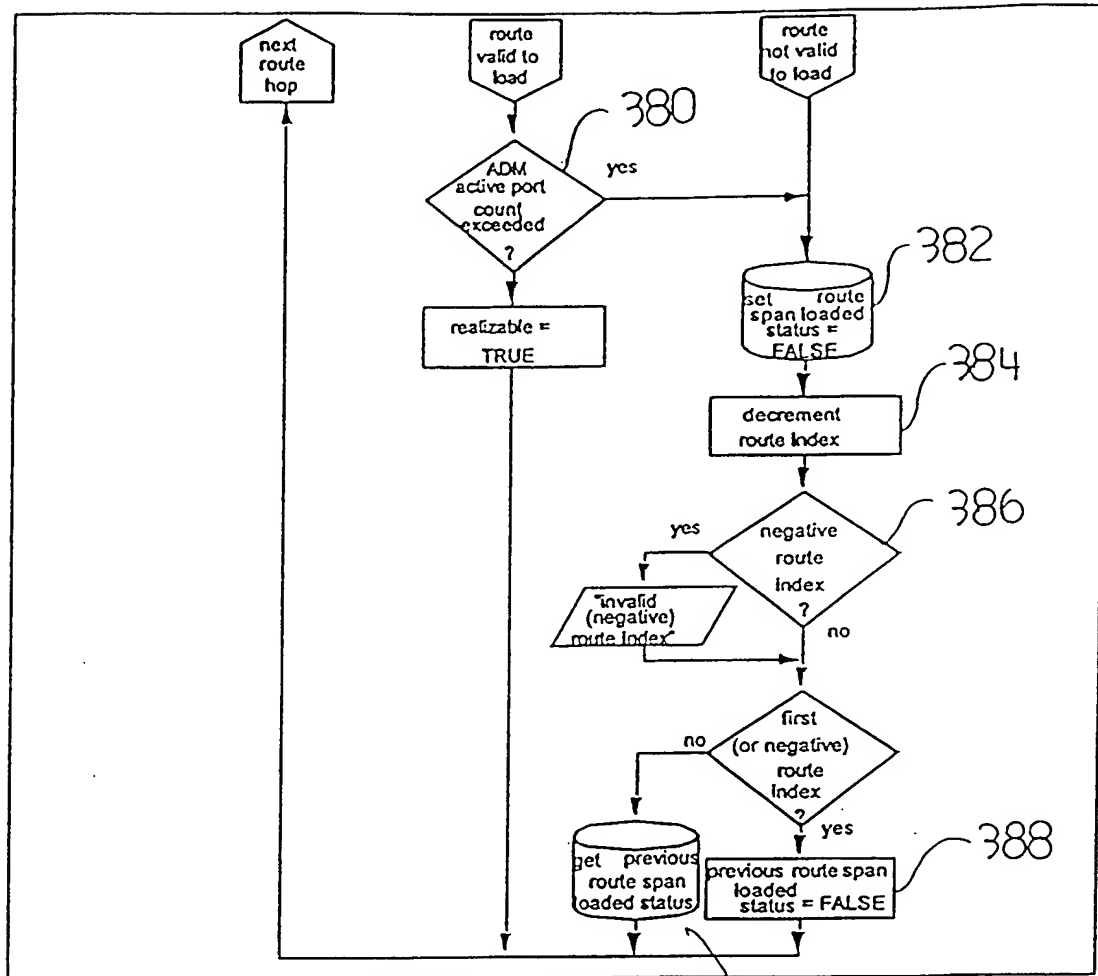 next
route
hop
route
valid to
load
route
not valid
to load
380
ADM
active port
count
exceeded
?
yes
382
set route
span loaded
status =
FALSE
realizable =
TRUE
384
decrement
route index
386
negative
route
index
?
yes
no
"invalid
(negative)
route index"
first
(or negative)
route
index
?
no
yes
388
get previous
route span
loaded status
previous route span
loaded
status = FALSE